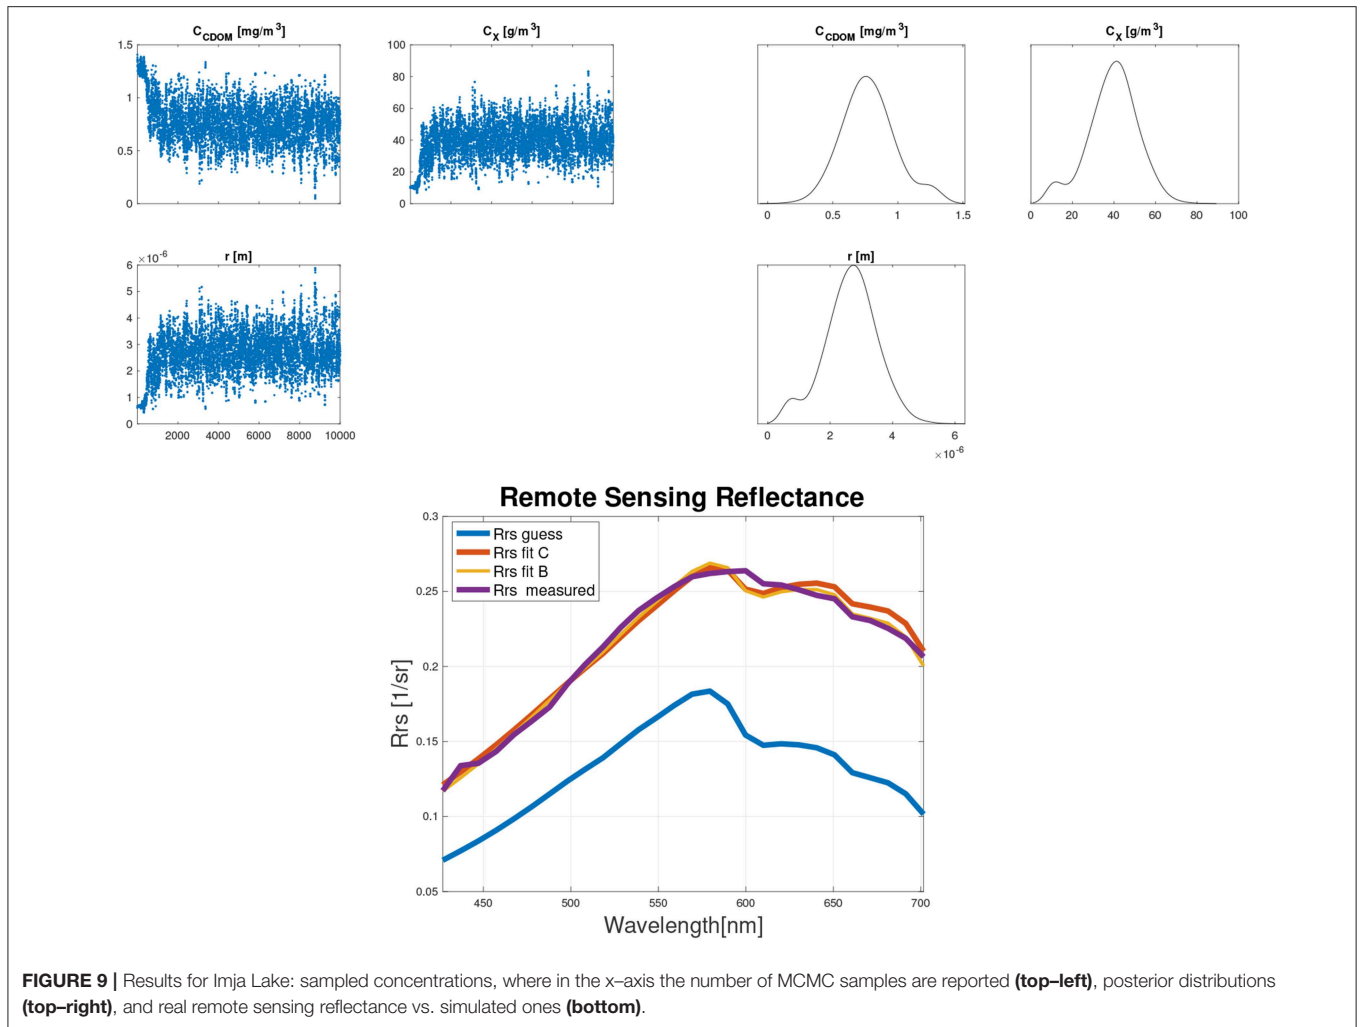 C_CDOM [mg/m^3]
1.5
1
0.5
0
C_X [g/m^3]
100
80
60
40
20
0
r [m]
×10^-6
6
5
4
3
2
1
0
2000 4000 6000 8000 10000
C_CDOM [mg/m^3]
0 0.5 1 1.5
C_X [g/m^3]
0 20 40 60 80 100
r [m]
0 2 4 6
×10^-6
Remote Sensing Reflectance
Rrs guess
Rrs fit C
Rrs fit B
Rrs measured
0.3
0.25
0.2
0.15
0.1
0.05
Rrs [1/sr]
450 500 550 600 650 700
Wavelength[nm]
FIGURE 9 | Results for Imja Lake: sampled concentrations, where in the x–axis the number of MCMC samples are reported (top–left), posterior distributions
(top–right), and real remote sensing reflectance vs. simulated ones (bottom).